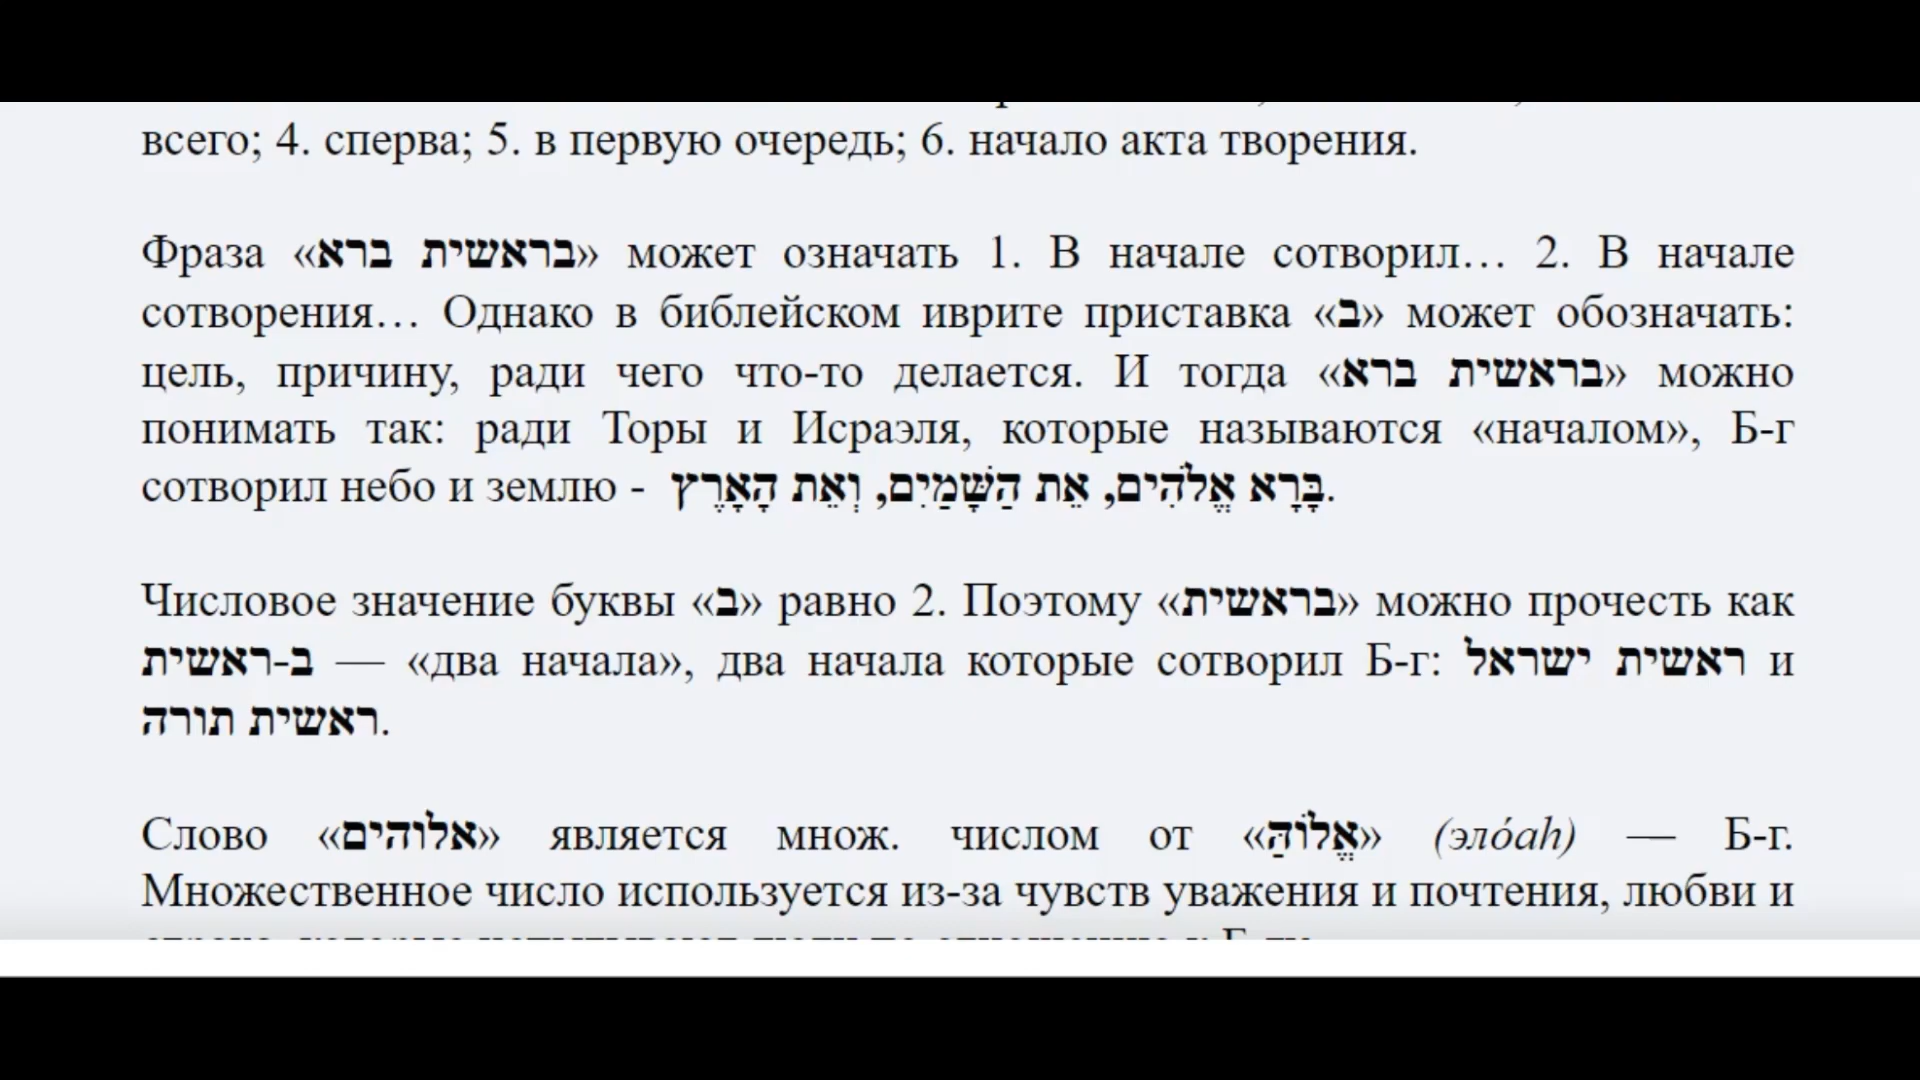 всего; 4. сперва; 5. в первую очередь; 6. начало акта творения.
Фраза «בראשית ברא» может означать 1. В начале сотворил… 2. В начале
сотворения… Однако в библейском иврите приставка «ב» может обозначать:
цель, причину, ради чего что-то делается. И тогда «בראשית ברא» можно
понимать так: ради Торы и Исраэля, которые называются «началом», Б-г
сотворил небо и землю - בָּרָא אֱלֹהִים, אֵת הַשָּׁמַיִם, וְאֵת הָאָרֶץ.
Числовое значение буквы «ב» равно 2. Поэтому «בראשית» можно прочесть как
ב-ראשית — «два начала», два начала которые сотворил Б-г: ראשית ישראל и
ראשית תורה.
Слово «אלוהים» является множ. числом от «אֱלוֹהַּ» (элóаh) — Б-г.
Множественное число используется из-за чувств уважения и почтения, любви и